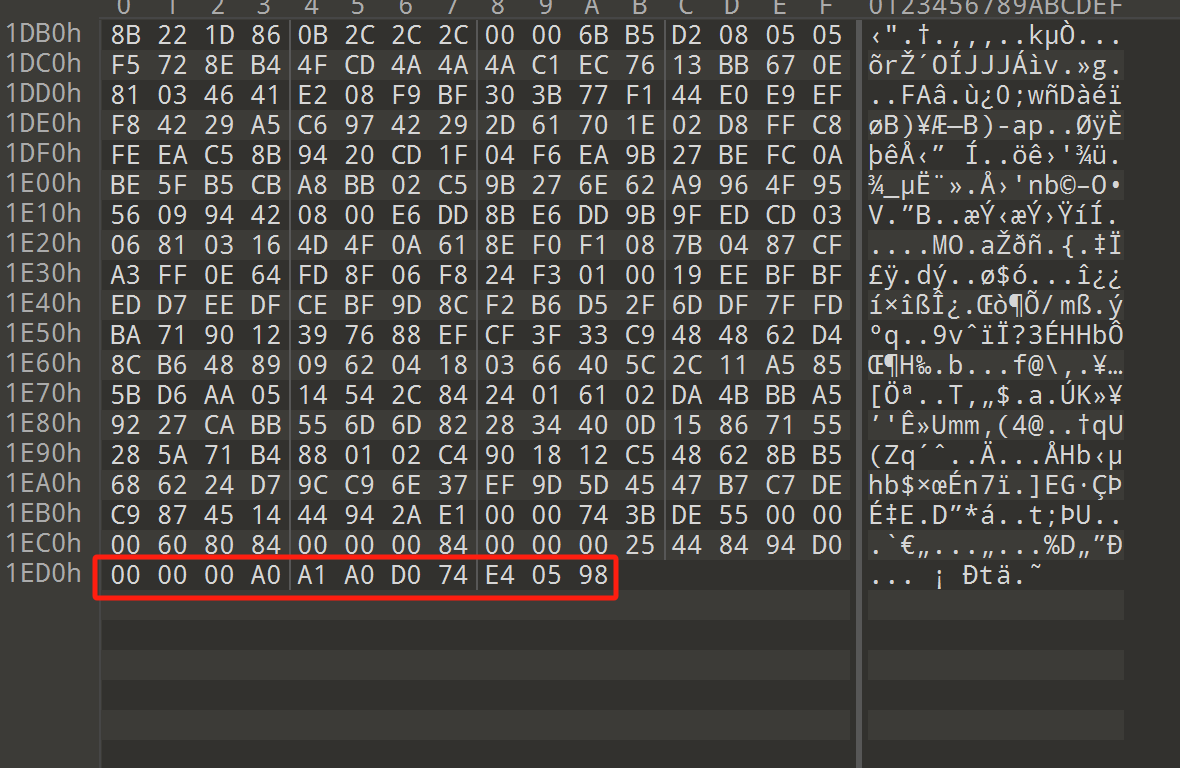 0 1 2 3 4 5 6 7 8 9 A B C D E F 0123456789ABCDEF
1DB0h 8B 22 1D 86 0B 2C 2C 2C 00 00 6B B5 D2 08 05 05 ‹".†.,,,..kµÒ...
1DC0h F5 72 8E B4 4F CD 4A 4A 4A C1 EC 76 13 BB 67 0E õrŽ´OÍJJJÁìv.»g.
1DD0h 81 03 46 41 E2 08 F9 BF 30 3B 77 F1 44 E0 E9 EF ..FAâ.ù¿0;wñDàéï
1DE0h F8 42 29 A5 C6 97 42 29 2D 61 70 1E 02 D8 FF C8 øB)¥Æ—B)-ap..ØÿÈ
1DF0h FE EA C5 8B 94 20 CD 1F 04 F6 EA 9B 27 BE FC 0A þêÅ‹” Í..öê›'¾ü.
1E00h BE 5F B5 CB A8 BB 02 C5 9B 27 6E 62 A9 96 4F 95 ¾_µË¨».Å›'nb©–O•
1E10h 56 09 94 42 08 00 E6 DD 8B E6 DD 9B 9F ED CD 03 V.”B..æÝ‹æÝ›ŸíÍ.
1E20h 06 81 03 16 4D 4F 0A 61 8E F0 F1 08 7B 04 87 CF ....MO.aŽðñ.{.‡Ï
1E30h A3 FF 0E 64 FD 8F 06 F8 24 F3 01 00 19 EE BF BF £ÿ.dý..ø$ó...î¿¿
1E40h ED D7 EE DF CE BF 9D 8C F2 B6 D5 2F 6D DF 7F FD í×îßÎ¿.Œò¶Õ/mß.ý
1E50h BA 71 90 12 39 76 88 EF CF 3F 33 C9 48 48 62 D4 ºq..9vˆïÏ?3ÉHHbÔ
1E60h 8C B6 48 89 09 62 04 18 03 66 40 5C 2C 11 A5 85 Œ¶H‰.b...f@\,.¥…
1E70h 5B D6 AA 05 14 54 2C 84 24 01 61 02 DA 4B BB A5 [Öª..T,„$.a.ÚK»¥
1E80h 92 27 CA BB 55 6D 6D 82 28 34 40 0D 15 86 71 55 ’'Ê»Umm‚(4@..†qU
1E90h 28 5A 71 B4 88 01 02 C4 90 18 12 C5 48 62 8B B5 (Zq´ˆ..Ä...ÅHb‹µ
1EA0h 68 62 24 D7 9C C9 6E 37 EF 9D 5D 45 47 B7 C7 DE hb$×œÉn7ï.]EG·ÇÞ
1EB0h C9 87 45 14 44 94 2A E1 00 00 74 3B DE 55 00 00 É‡E.D”*á..t;ÞU..
1EC0h 00 60 80 84 00 00 00 84 00 00 00 25 44 84 94 D0 .`€„...„...%D„”Ð
1ED0h 00 00 00 A0 A1 A0 D0 74 E4 05 98 ... ¡ Ðtä.˜